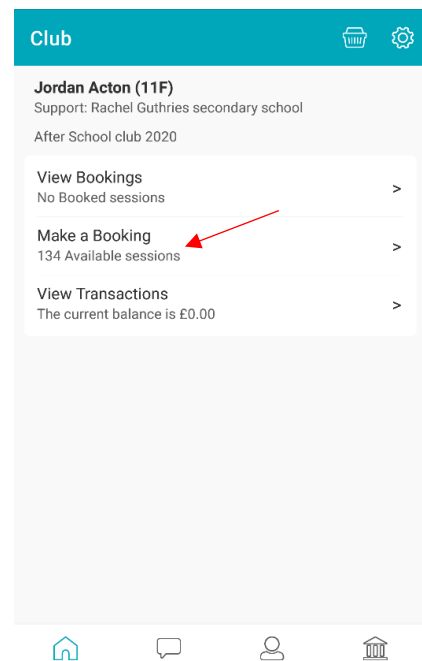 Club
Jordan Acton (11F)
Support: Rachel Guthries secondary school
After School club 2020
View Bookings
No Booked sessions
>
Make a Booking
134 Available sessions
>
View Transactions
The current balance is £0.00
>